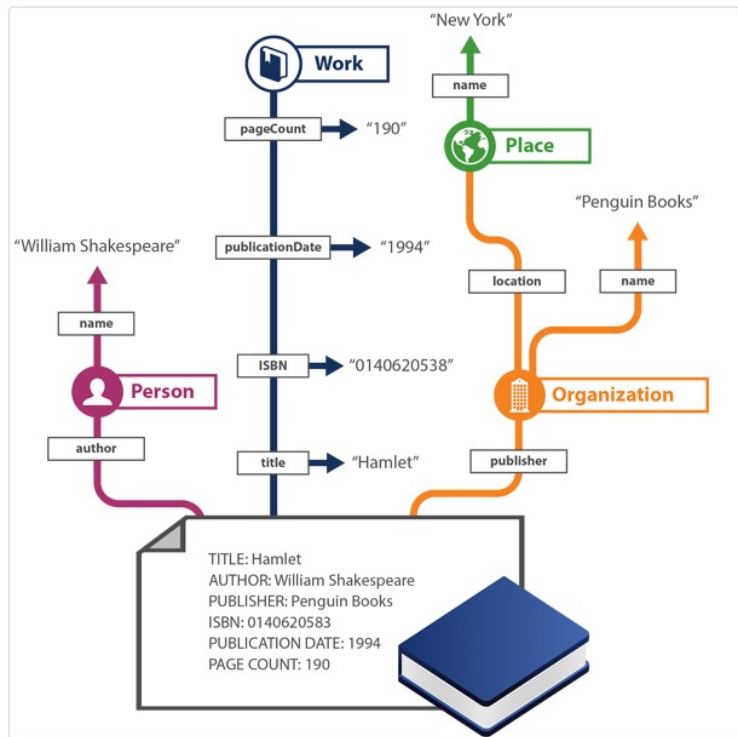 “New York”
Work
name
pageCount
“190”
Place
“Penguin Books”
“William Shakespeare”
publicationDate
“1994”
location
name
name
ISBN
“0140620538”
Person
Organization
author
title
“Hamlet”
publisher
TITLE: Hamlet
AUTHOR: William Shakespeare
PUBLISHER: Penguin Books
ISBN: 0140620583
PUBLICATION DATE: 1994
PAGE COUNT: 190